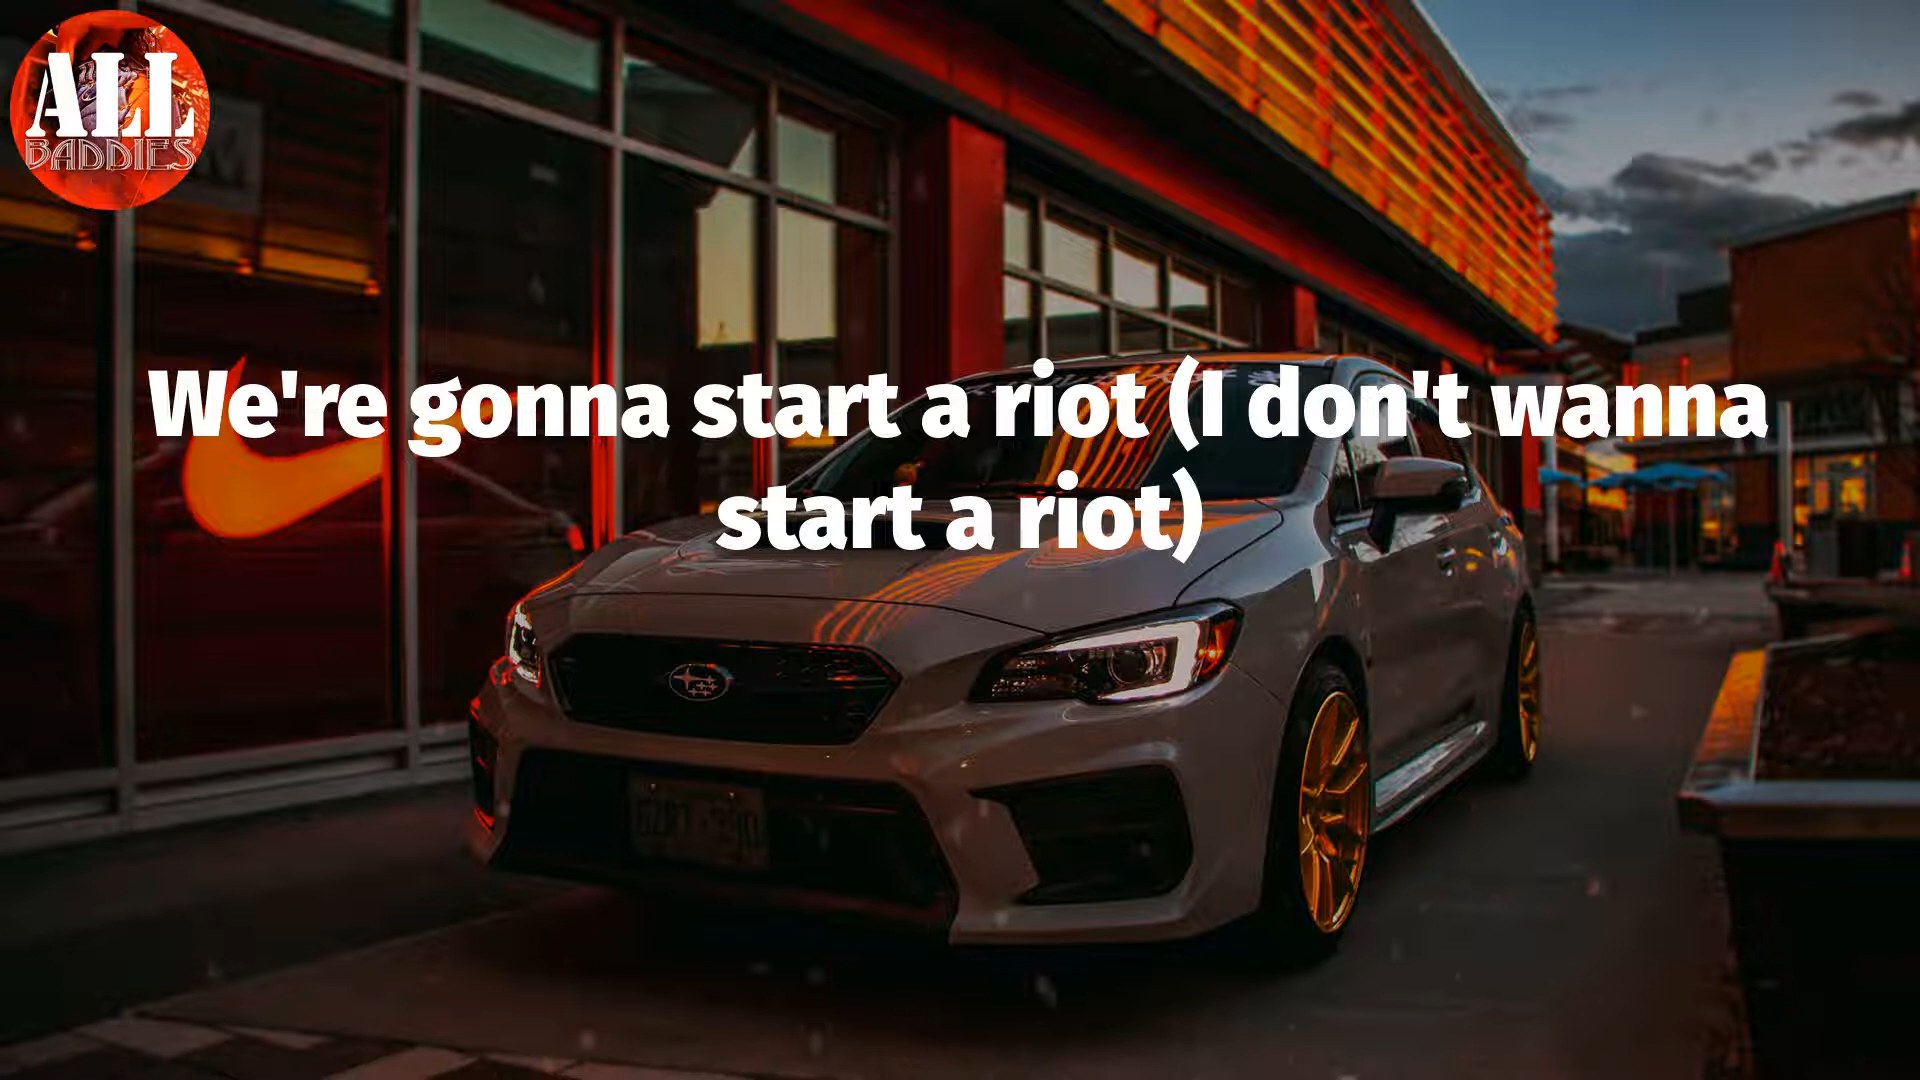 ALL
BADDIES
We're gonna start a riot (I don't wanna
start a riot)